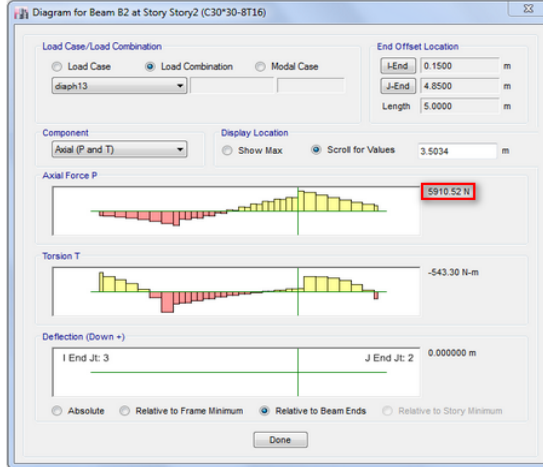 Diagram for Beam B2 at Story Story2 (C30*30-8T16)
Load Case/Load Combination
Load Case Load Combination Modal Case
diaph13
End Offset Location
I-End 0.1500 m
J-End 4.8500 m
Length 5.0000 m
Component
Axial (P and T)
Display Location
Show Max Scroll for Values 3.5034 m
Axial Force P
5910.52 N
Torsion T
-543.30 N-m
Deflection (Down +)
I End Jt: 3 J End Jt: 2 0.000000 m
Absolute Relative to Frame Minimum Relative to Beam Ends Relative to Story Minimum
Done